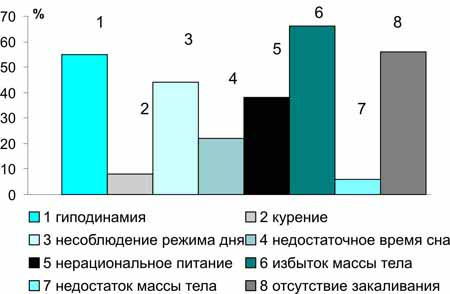 %
70
60
50
40
30
20
10
0
1
2
3
4
5
6
7
8
1 гиподинамия
2 курение
3 несоблюдение режима дня
4 недостаточное время сна
5 нерациональное питание
6 избыток массы тела
7 недостаток массы тела
8 отсутствие закаливания